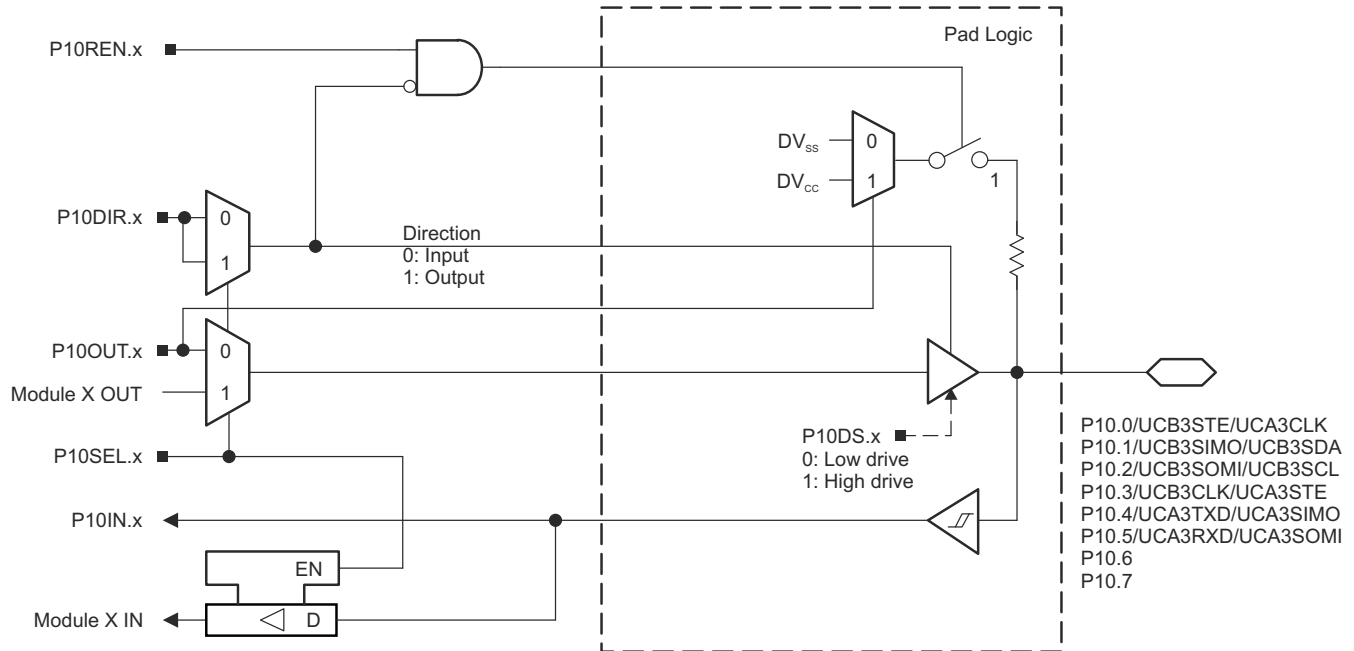 Pad Logic
P10REN.x
DVSS
0
DVCC
1
1
P10DIR.x
0
1
Direction
0: Input
1: Output
P10OUT.x
0
Module X OUT
1
P10DS.x
0: Low drive
1: High drive
P10SEL.x
P10IN.x
EN
Module X IN
D
P10.0/UCB3STE/UCA3CLK
P10.1/UCB3SIMO/UCB3SDA
P10.2/UCB3SOMI/UCB3SCL
P10.3/UCB3CLK/UCA3STE
P10.4/UCA3TXD/UCA3SIMO
P10.5/UCA3RXD/UCA3SOMI
P10.6
P10.7